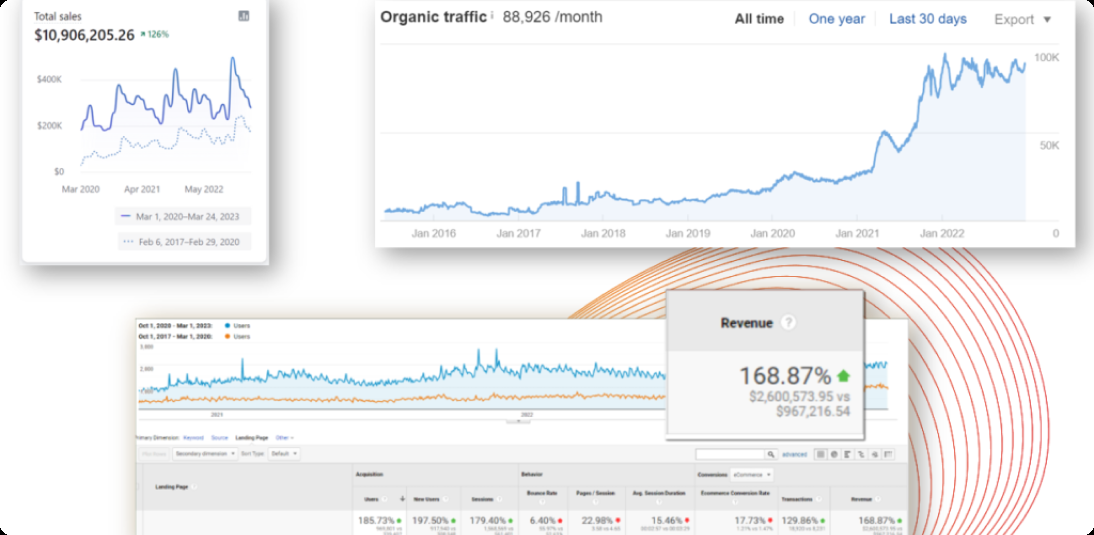 Total sales
$10,906,205.26 126%
$400K
$200K
$0
Mar 2020 Apr 2021 May 2022
Mar 1, 2020–Mar 24, 2023
Feb 6, 2017–Feb 29, 2020
Organic traffic i 88,926 /month All time One year Last 30 days Export
100K
50K
Jan 2016 Jan 2017 Jan 2018 Jan 2019 Jan 2020 Jan 2021 Jan 2022 0
Oct 1, 2020 - Mar 1, 2023: Users
Oct 1, 2017 - Mar 1, 2020: Users
3,000
2,000
2021 2022
Revenue ?
168.87%
$2,600,573.95 vs
$967,216.54
Primary Dimension: Keyword Source Landing Page Other
Secondary dimension Sort Type: Default advanced
Acquisition Behavior Conversions eCommerce
Landing Page Users New Users Sessions Bounce Rate Pages / Session Avg. Session Duration Ecommerce Conversion Rate Transactions Revenue
185.73% 197.50% 179.40% 6.40% 22.98% 15.46% 17.73% 129.86% 168.87%